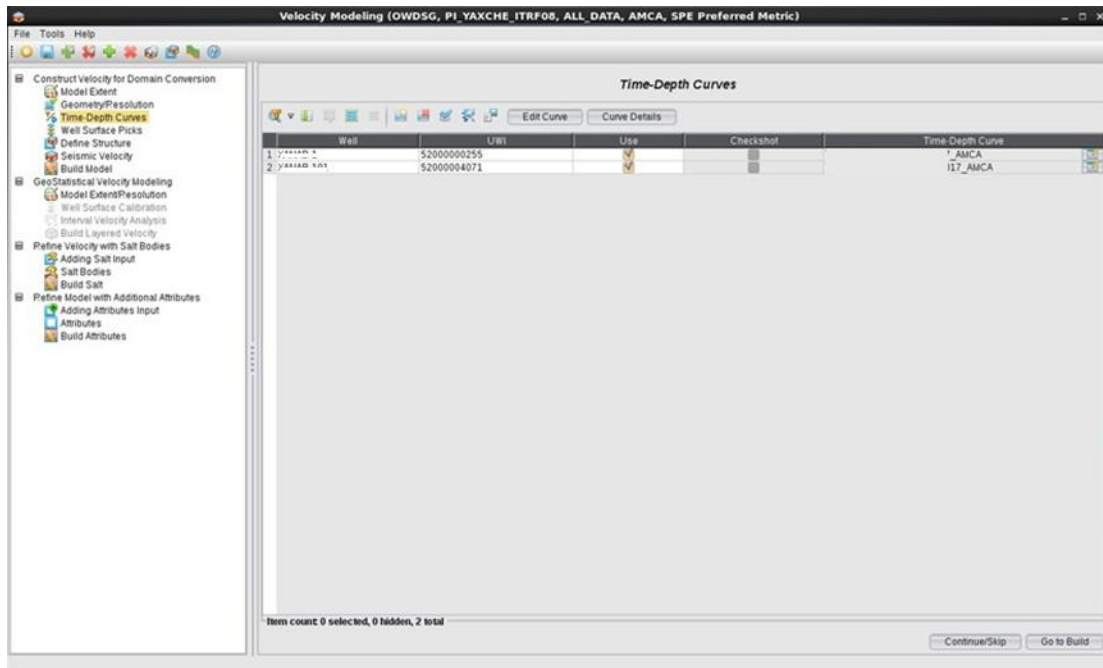 Velocity Modeling (OWDSG, PI_YAXCHE_ITRF08, ALL_DATA, AMCA, SPE Preferred Metric)
File Tools Help
Construct Velocity for Domain Conversion
Model Extent
Geometry/Resolution
Time-Depth Curves
Well Surface Picks
Define Structure
Seismic Velocity
Build Model
GeoStatistical Velocity Modeling
Model Extent/Resolution
Well Surface Calibration
Interval Velocity Analysis
Build Layered Velocity
Refine Velocity with Salt Bodies
Adding Salt Input
Salt Bodies
Build Salt
Refine Model with Additional Attributes
Adding Attributes Input
Attributes
Build Attributes
Time-Depth Curves
Edit Curve Curve Details
Well UWI Use Checkshot Time-Depth Curve
1 52000000255 _AMCA
2 52000004071 17_AMCA
Item count: 0 selected, 0 hidden, 2 total
Continue/Skip Go to Build